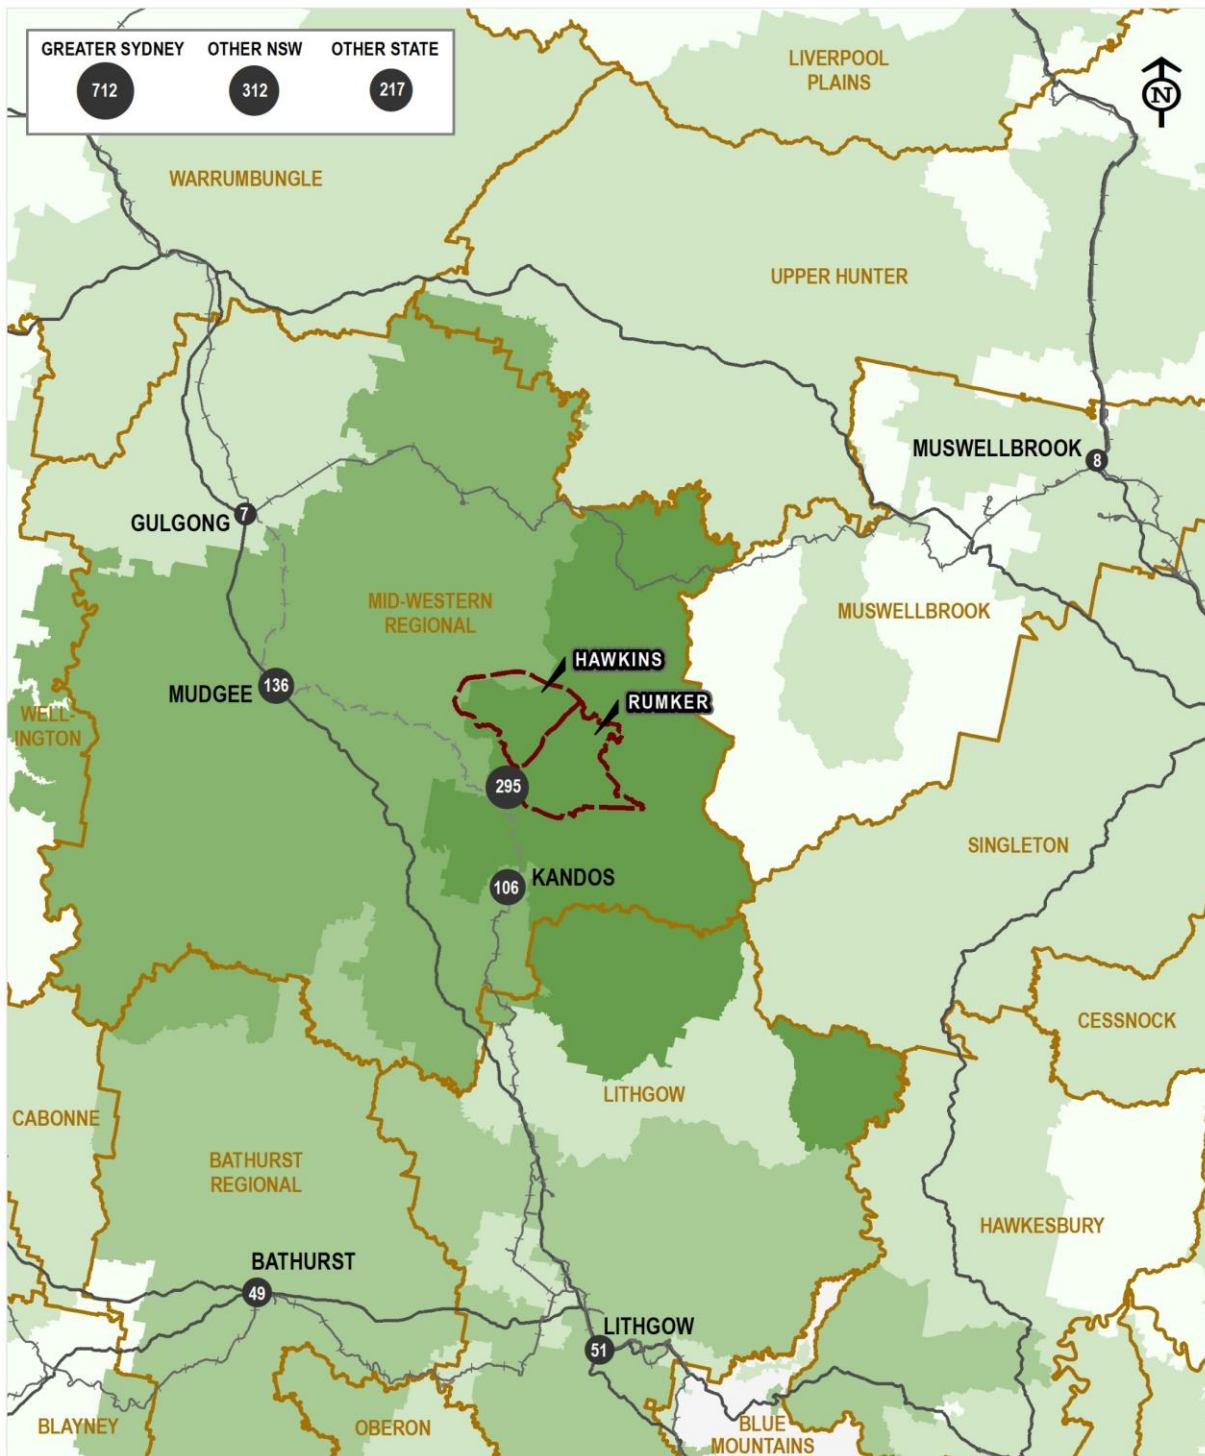 GREATER SYDNEY OTHER NSW OTHER STATE
712 312 217
LIVERPOOL
PLAINS
N
WARRUMBUNGLE
UPPER HUNTER
MUSWELLBROOK
8
GULGONG
7
MID-WESTERN
REGIONAL
MUSWELLBROOK
HAWKINS
MUDGEE
136
RUMKER
WELL-
INGTON
295
SINGLETON
KANDOS
106
CESSNOCK
LITHGOW
CABONNE
BATHURST
REGIONAL
HAWKESBURY
BATHURST
49
LITHGOW
51
BLAYNEY
OBERON
BLUE
MOUNTAINS